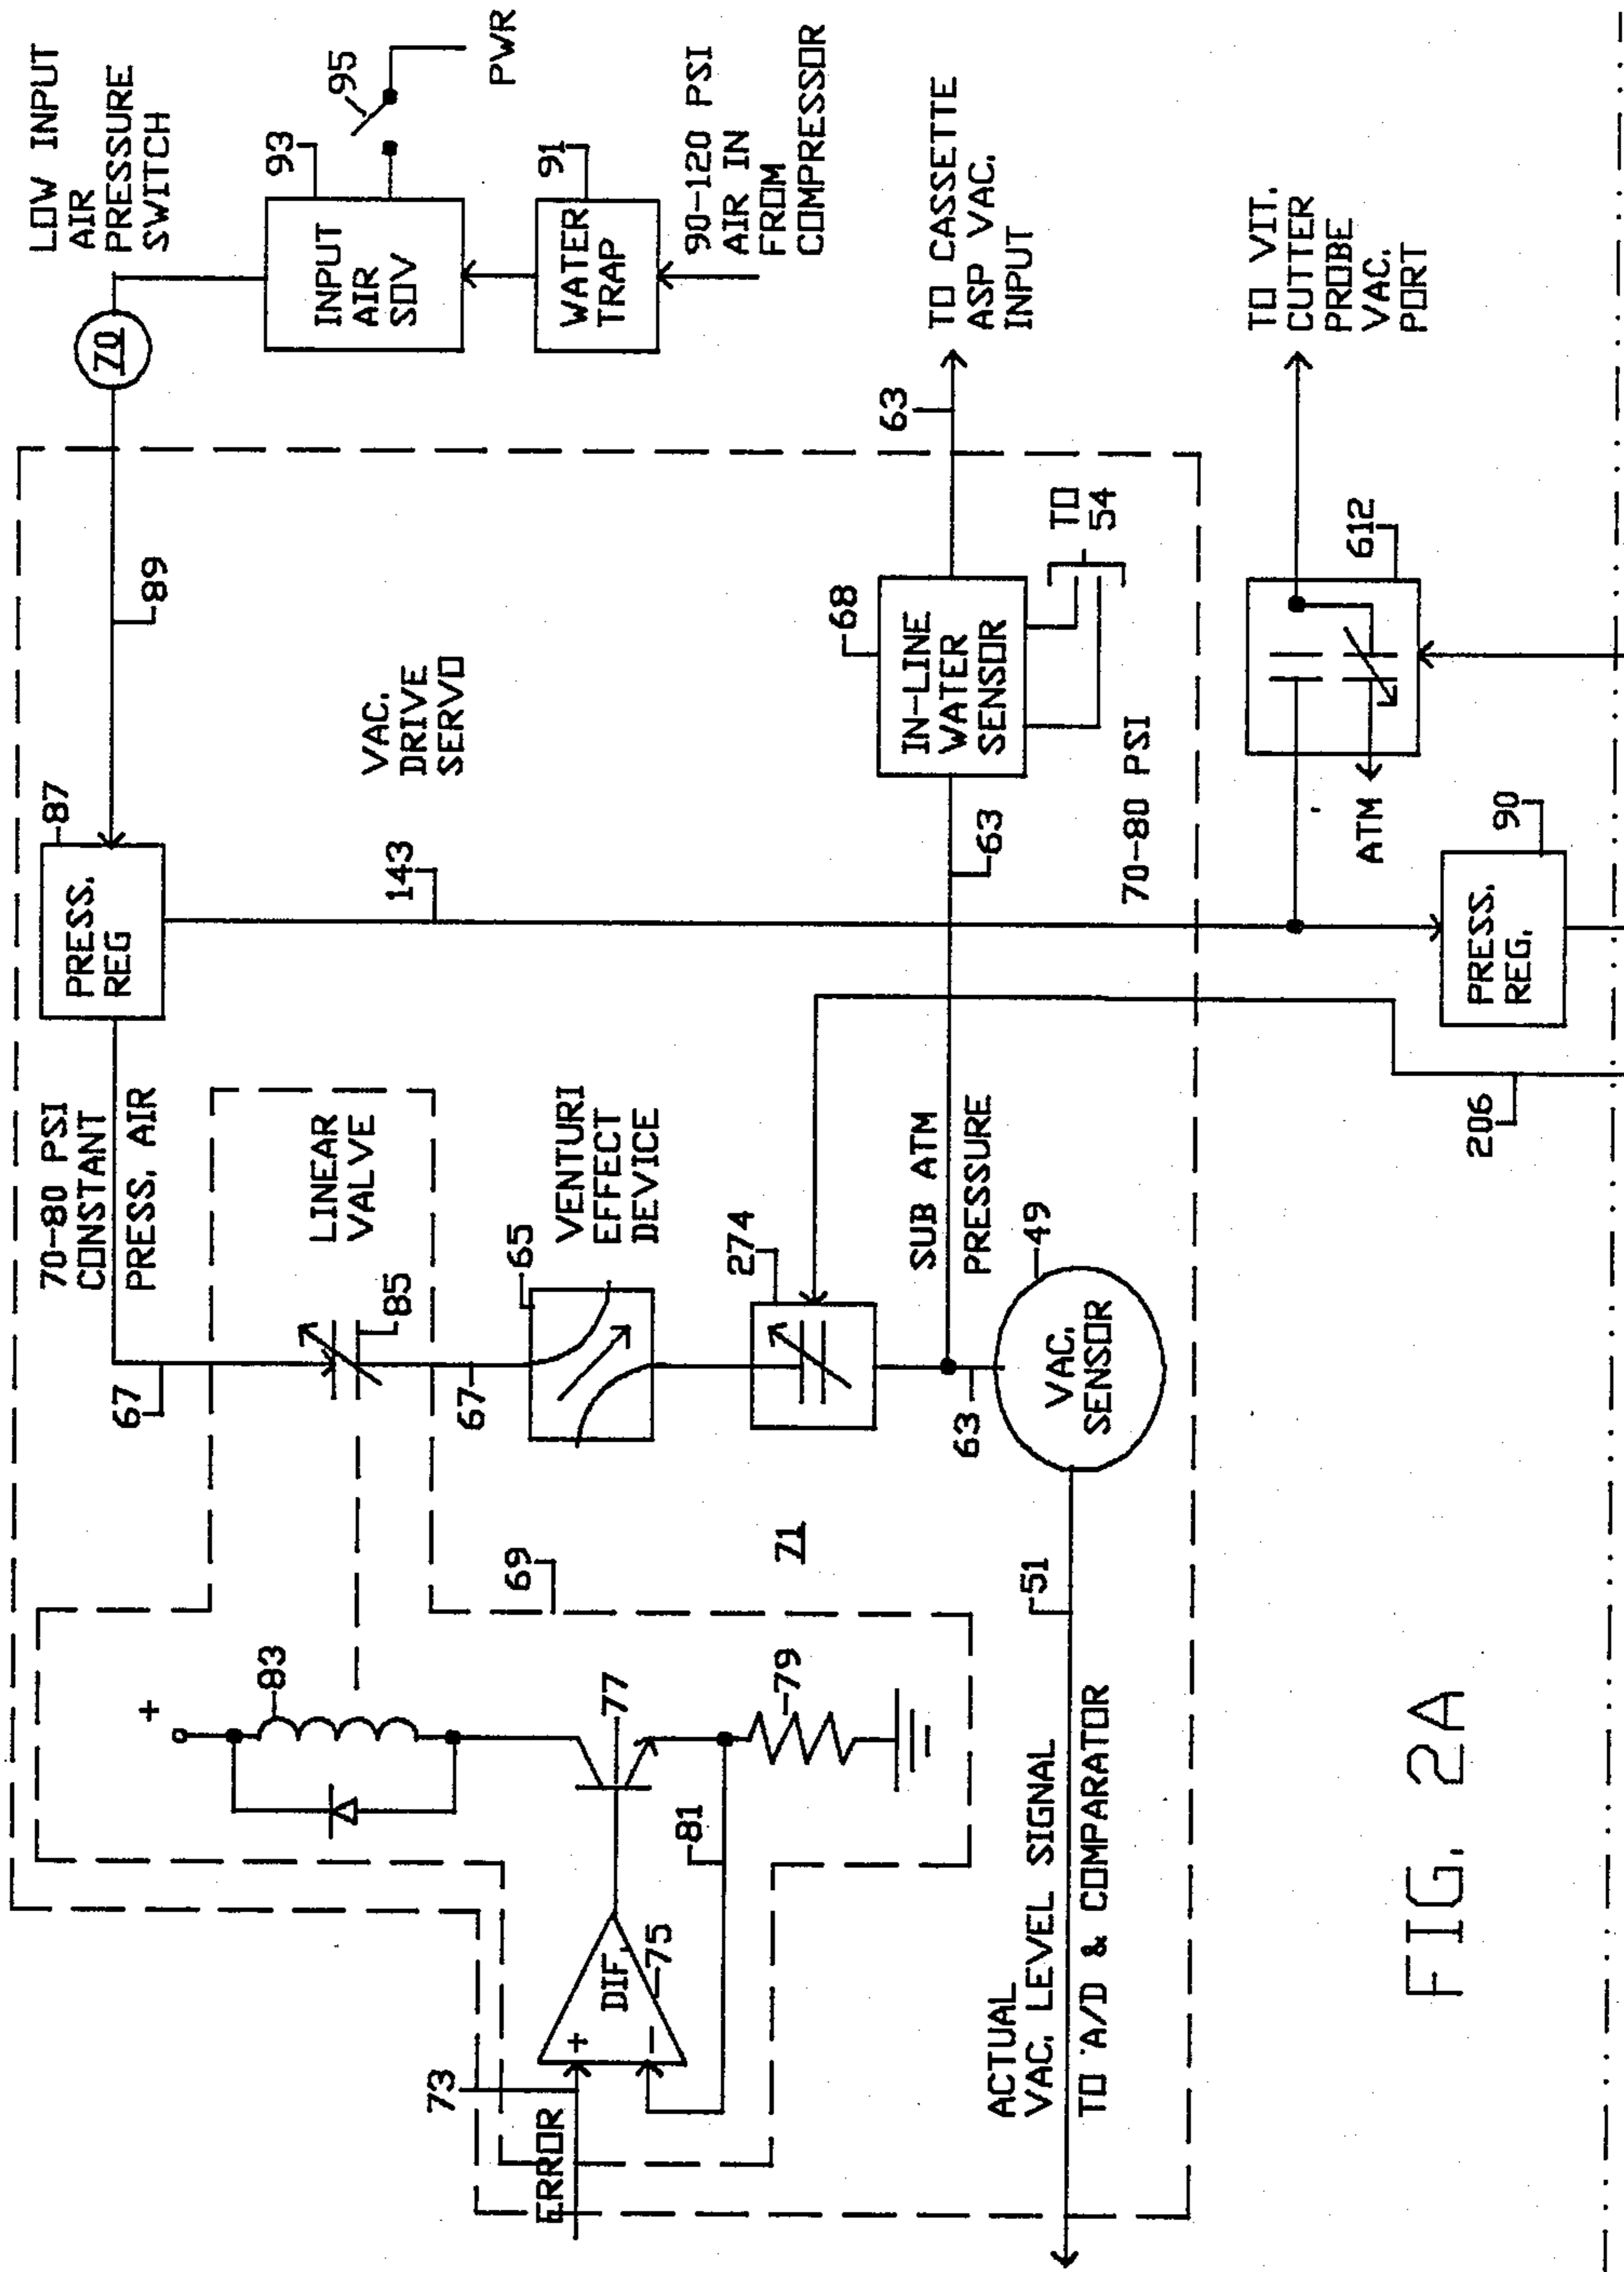 LOW INPUT
AIR
PRESSURE
SWITCH
70
93
95
PWR
INPUT
AIR
SOV
91
WATER
TRAP
90-120 PSI
AIR IN
FROM
COMPRESSOR
89
87
PRESS.
REG
143
VAC.
DRIVE
SERVO
70-80 PSI
CONSTANT
PRESS. AIR
67
LINEAR
VALVE
85
67
65
VENTURI
EFFECT
DEVICE
274
SUB ATM
PRESSURE
63
49
VAC.
SENSOR
63
68
IN-LINE
WATER
SENSOR
TO
54
63
TO CASSETTE
ASP VAC.
INPUT
70-80 PSI
612
ATM
TO VIT.
CUTTER
PROBE
VAC.
PORT
90
PRESS.
REG.
206
+
83
77
79
81
69
71
73
ERROR
+
DIF.
75
-
51
ACTUAL
VAC. LEVEL SIGNAL
TO A/D & COMPARATOR
FIG. 2A